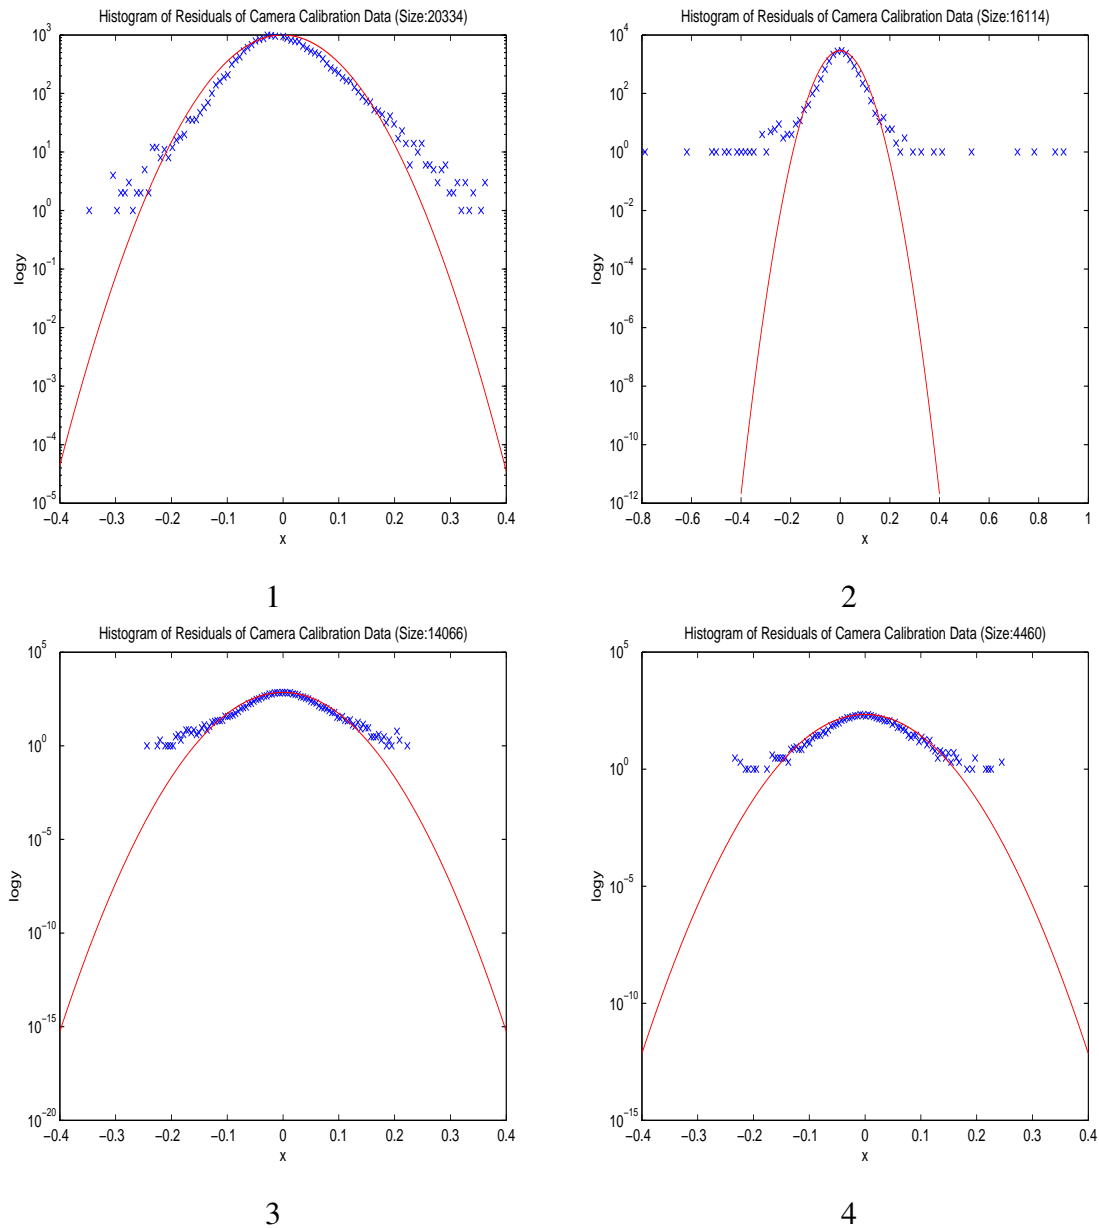 Histogram of Residuals of Camera Calibration Data (Size:20334)
10^3
10^2
10^1
10^0
10^−1
10^−2
10^−3
10^−4
10^−5
logy
−0.4 −0.3 −0.2 −0.1 0 0.1 0.2 0.3 0.4
x
1
Histogram of Residuals of Camera Calibration Data (Size:16114)
10^4
10^2
10^0
10^−2
10^−4
10^−6
10^−8
10^−10
10^−12
logy
−0.8 −0.6 −0.4 −0.2 0 0.2 0.4 0.6 0.8 1
x
2
Histogram of Residuals of Camera Calibration Data (Size:14066)
10^5
10^0
10^−5
10^−10
10^−15
10^−20
logy
−0.4 −0.3 −0.2 −0.1 0 0.1 0.2 0.3 0.4
x
3
Histogram of Residuals of Camera Calibration Data (Size:4460)
10^5
10^0
10^−5
10^−10
10^−15
logy
−0.4 −0.3 −0.2 −0.1 0 0.1 0.2 0.3 0.4
x
4